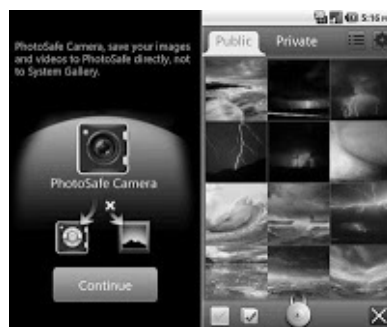 PhotoSafe Camera, save your images
and videos to PhotoSafe directly, not
to System Gallery.
PhotoSafe Camera
Continue
5:16
Public Private